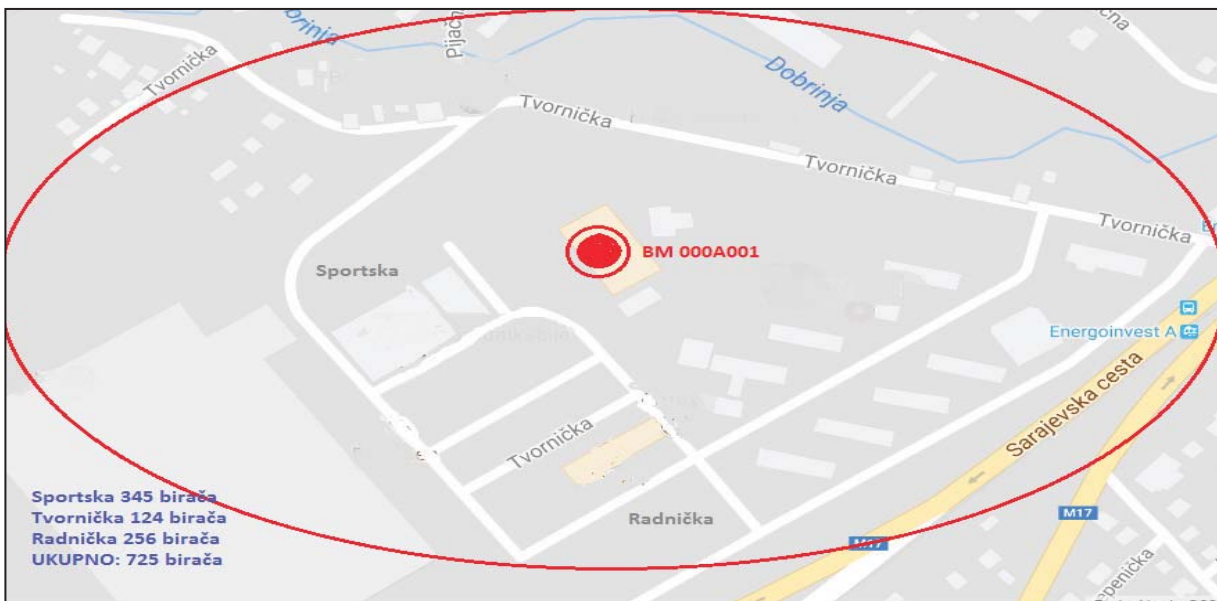 Dobrinja
Tvornička
Tvornička
Dobrinja
Tvornička
Tvornička
BM 000A001
Sportska
Energoinvest A
Sarajevska cesta
Tvornička
Sportska 345 birača
Tvornička 124 birača
Radnička 256 birača
UKUPNO: 725 birača
Radnička
M17
M17